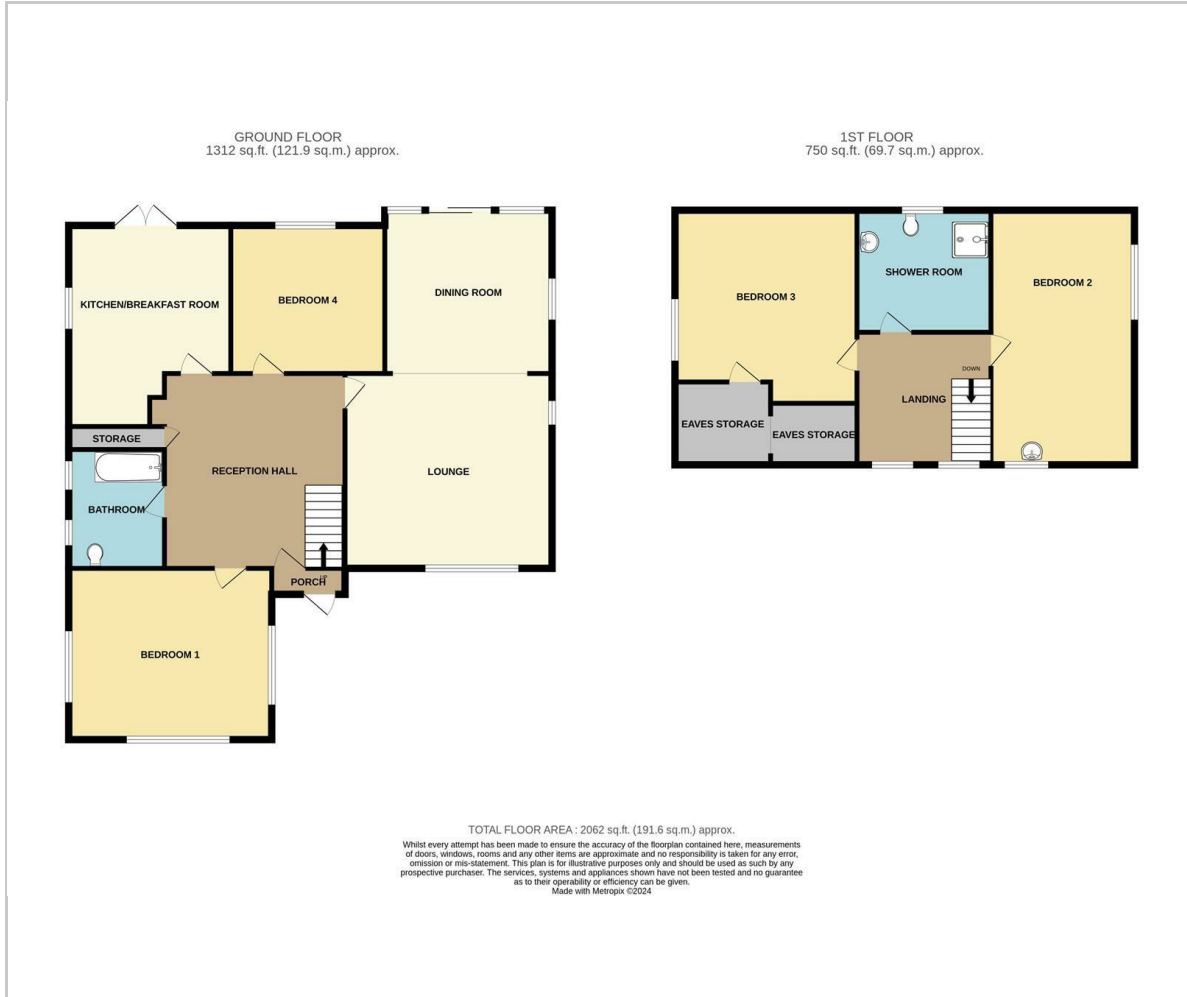 GROUND FLOOR
1312 sq.ft. (121.9 sq.m.) approx.
1ST FLOOR
750 sq.ft. (69.7 sq.m.) approx.
KITCHEN/BREAKFAST ROOM
BEDROOM 4
DINING ROOM
STORAGE
RECEPTION HALL
LOUNGE
BATHROOM
UP
PORCH
BEDROOM 1
BEDROOM 3
SHOWER ROOM
BEDROOM 2
DOWN
LANDING
EAVES STORAGE
EAVES STORAGE
TOTAL FLOOR AREA : 2062 sq.ft. (191.6 sq.m.) approx.
Whilst every attempt has been made to ensure the accuracy of the floorplan contained here, measurements
of doors, windows, rooms and any other items are approximate and no responsibility is taken for any error,
omission or mis-statement. This plan is for illustrative purposes only and should be used as such by any
prospective purchaser. The services, systems and appliances shown have not been tested and no guarantee
as to their operability or efficiency can be given.
Made with Metropix ©2024